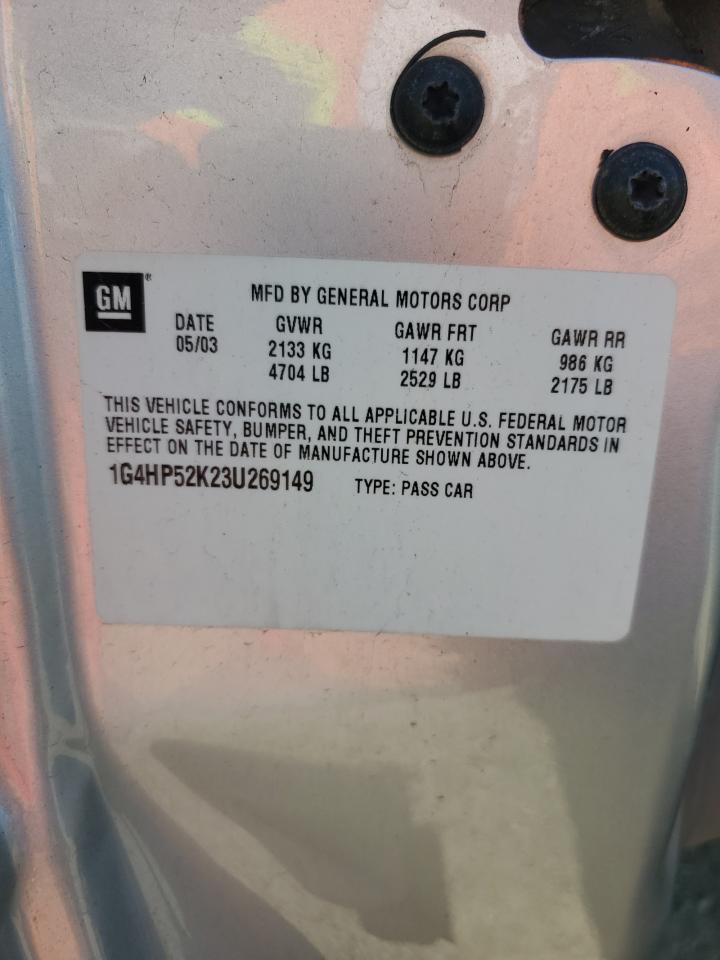 GM ®
MFD BY GENERAL MOTORS CORP
DATE GVWR GAWR FRT GAWR RR
05/03 2133 KG 1147 KG 986 KG
4704 LB 2529 LB 2175 LB
THIS VEHICLE CONFORMS TO ALL APPLICABLE U.S. FEDERAL MOTOR
VEHICLE SAFETY, BUMPER, AND THEFT PREVENTION STANDARDS IN
EFFECT ON THE DATE OF MANUFACTURE SHOWN ABOVE.
1G4HP52K23U269149 TYPE: PASS CAR